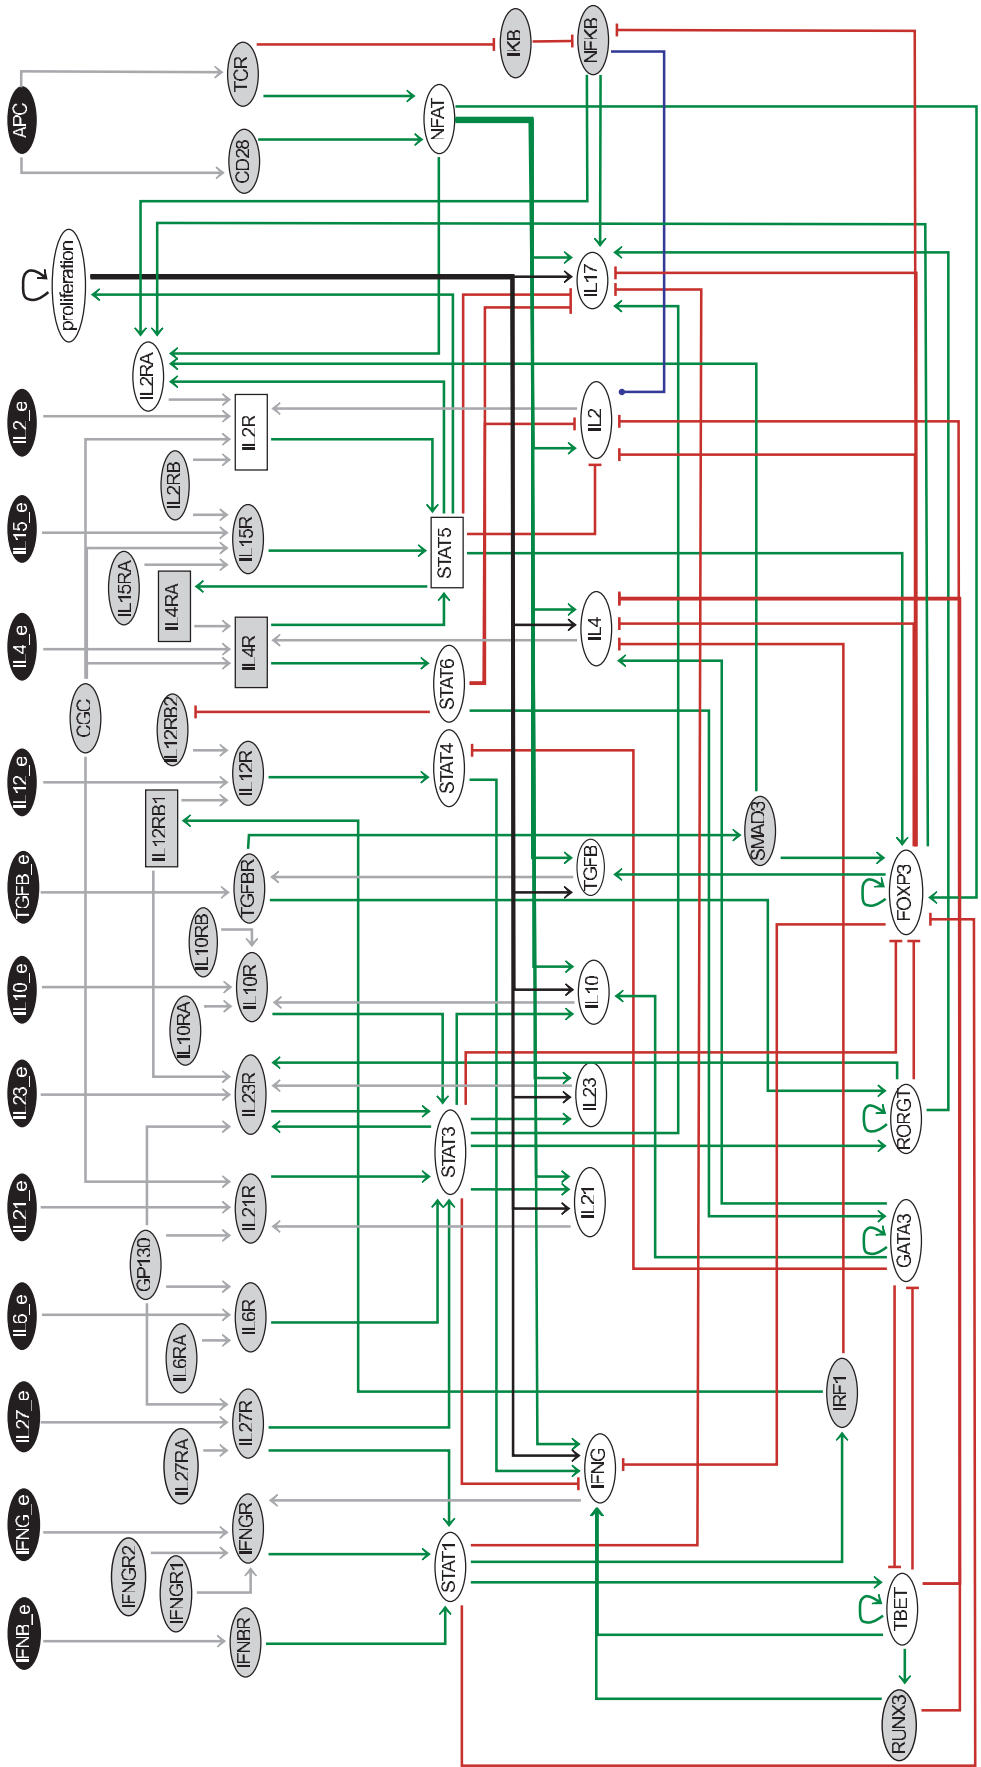 IFNB_e
IFNG_e
IL27_e
IL6_e
IL21_e
IL23_e
IL10_e
TGFB_e
IL12_e
IL4_e
IL15_e
IL2_e
APC
CGC
proliferation
IFNGR2
IFNGR1
IL27RA
IL6RA
GP130
IL10RA
IL10RB
IL12RB1
IL12RB2
IL4RA
IL15RA
IL2RB
IL2RA
IFNBR
IFNGR
IL27R
IL6R
IL21R
IL23R
IL10R
TGFBR
IL12R
IL4R
IL15R
IL2R
CD28
TCR
STAT1
STAT3
STAT4
STAT6
STAT5
NFAT
IKB
IFNG
IL21
IL23
IL10
TGFB
IL4
IL2
IL17
NFKB
SMAD3
IRF1
RUNX3
TBET
GATA3
RORGT
FOXP3